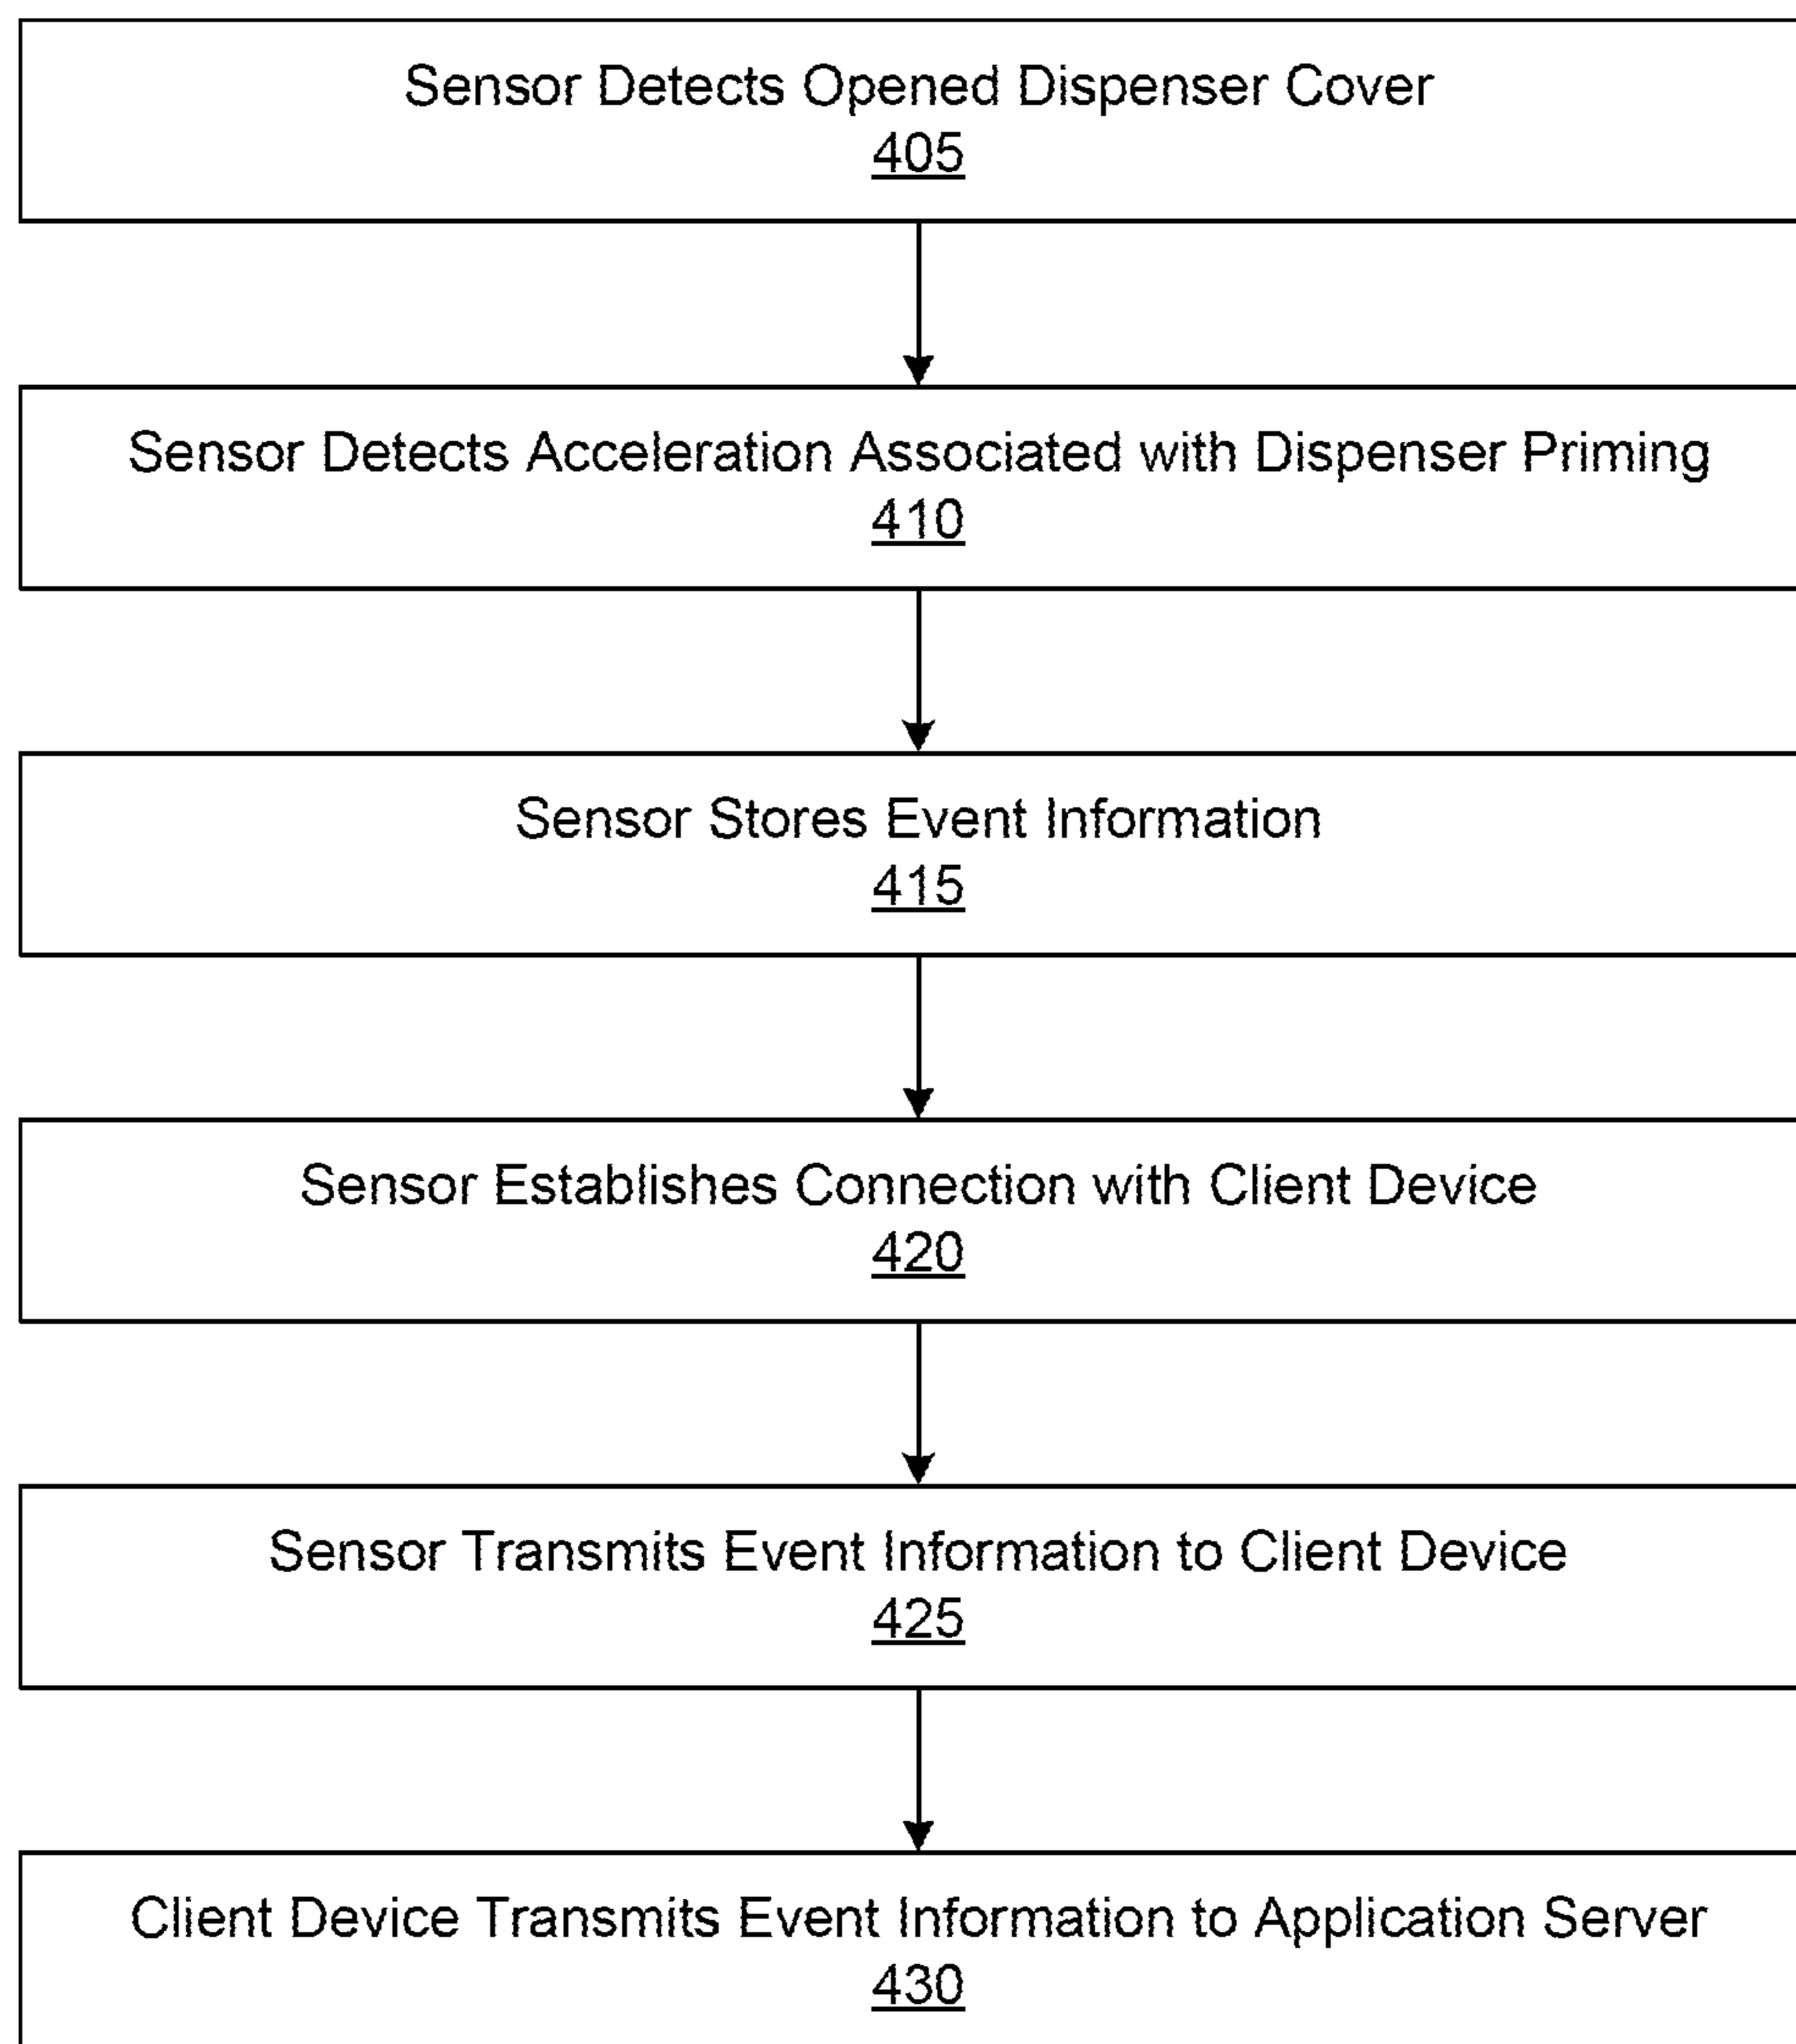 Sensor Detects Opened Dispenser Cover
405
Sensor Detects Acceleration Associated with Dispenser Priming
410
Sensor Stores Event Information
415
Sensor Establishes Connection with Client Device
420
Sensor Transmits Event Information to Client Device
425
Client Device Transmits Event Information to Application Server
430